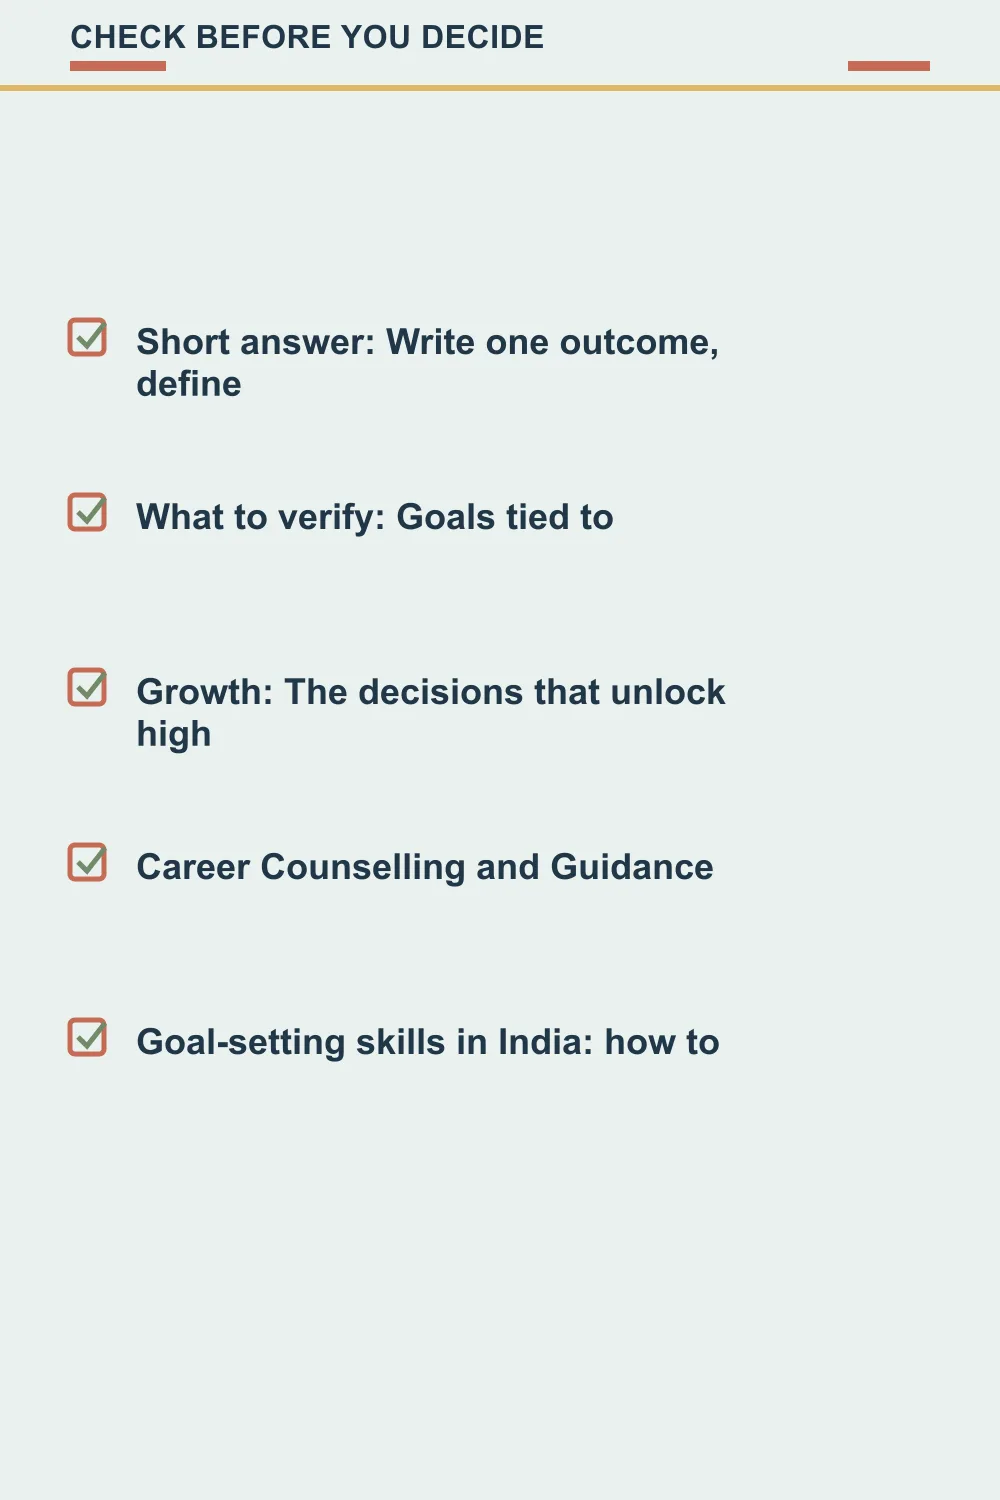 CHECK BEFORE YOU DECIDE
Short answer: Write one outcome,
define
What to verify: Goals tied to
Growth: The decisions that unlock
high
Career Counselling and Guidance
Goal-setting skills in India: how to